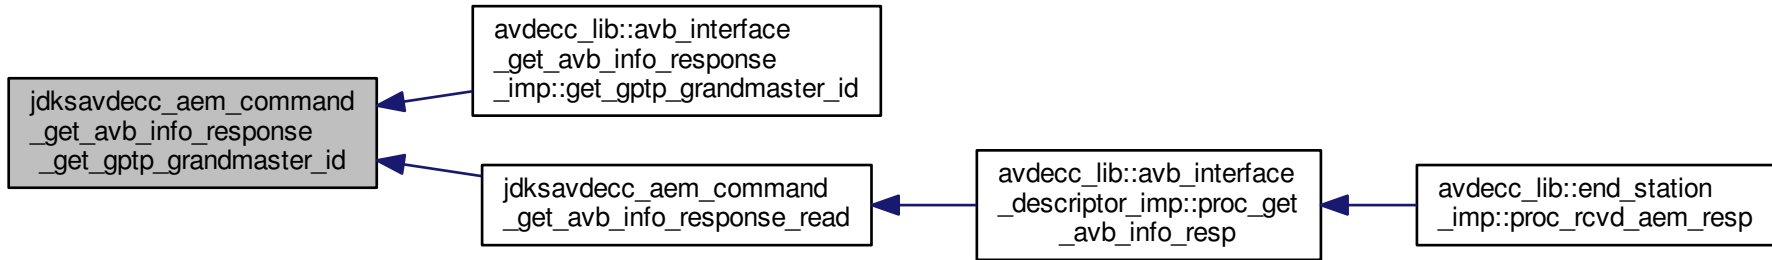 jdksavdecc_aem_command
_get_avb_info_response
_get_gptp_grandmaster_id
avdecc_lib::avb_interface
_get_avb_info_response
_imp::get_gptp_grandmaster_id
jdksavdecc_aem_command
_get_avb_info_response_read
avdecc_lib::avb_interface
_descriptor_imp::proc_get
_avb_info_resp
avdecc_lib::end_station
_imp::proc_rcvd_aem_resp